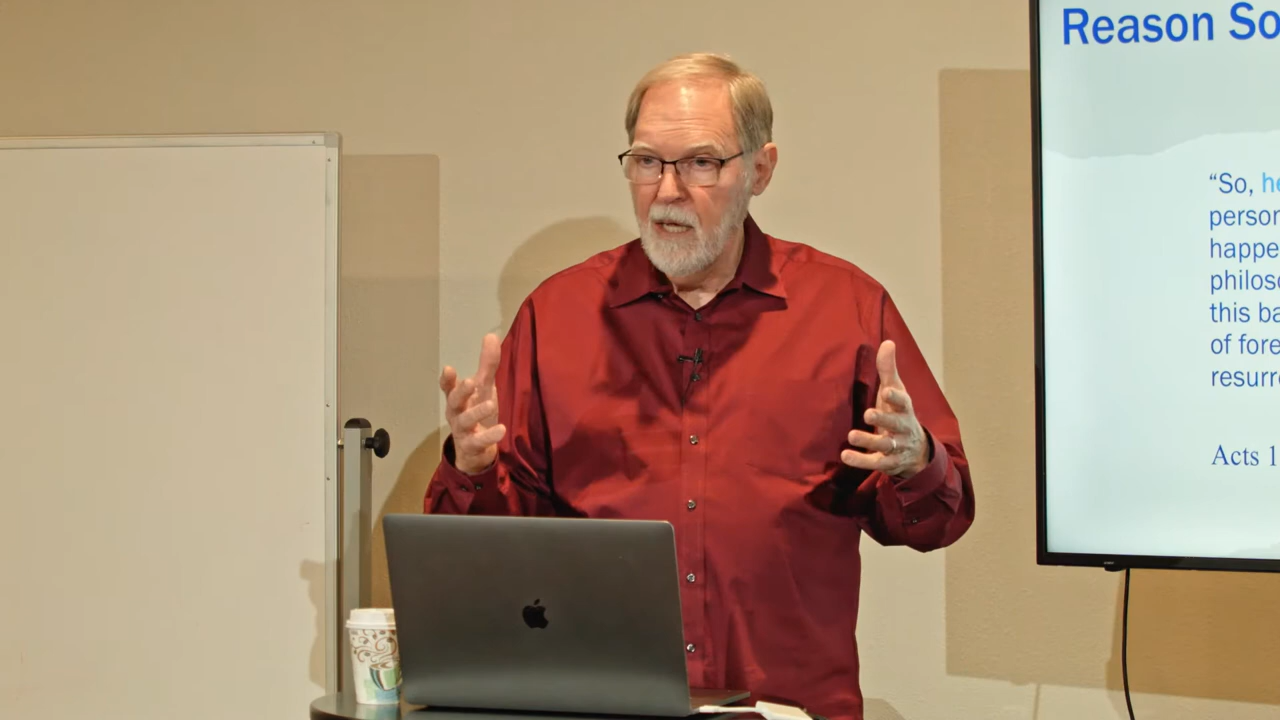 Reason So
“So, he
person
happe
philoso
this ba
of fore
resurre
Acts 1